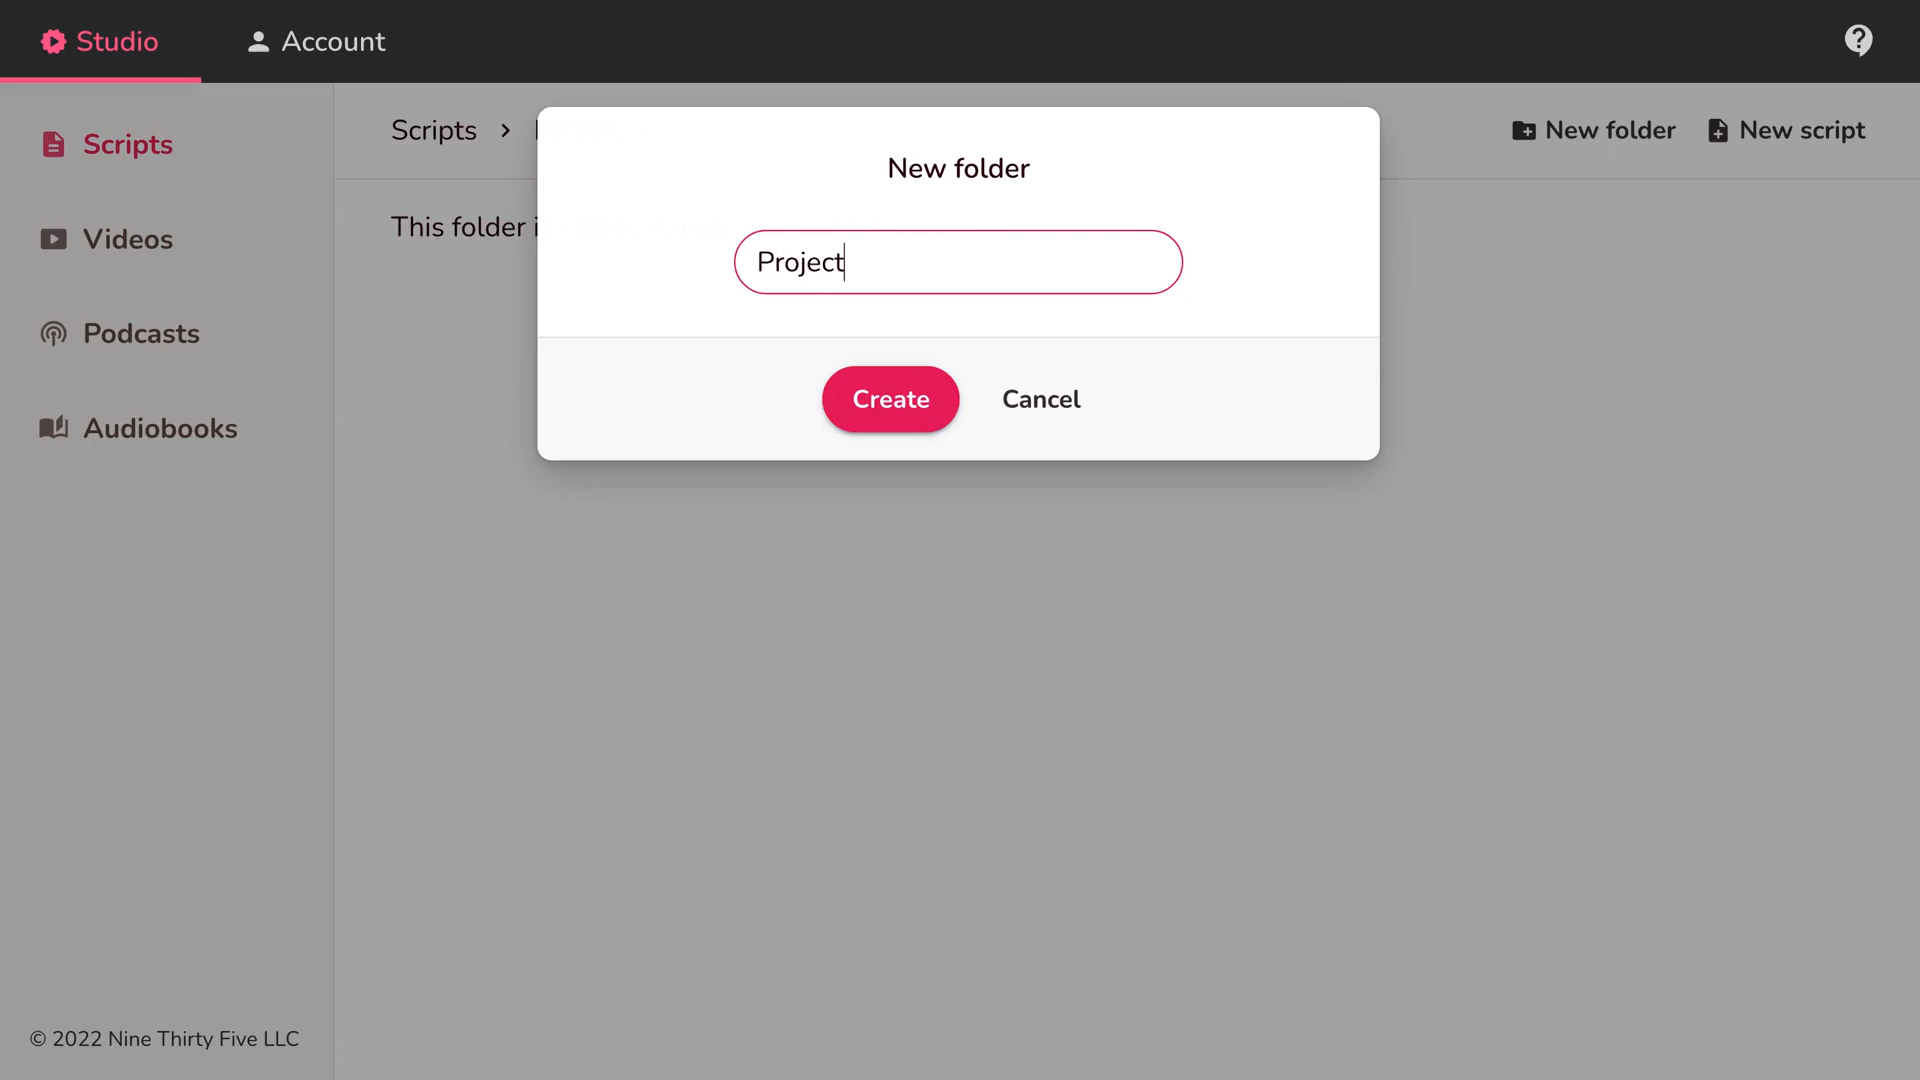 Studio
Account
Scripts
Videos
Podcasts
Audiobooks
© 2022 Nine Thirty Five LLC
Scripts
New folder
New script
This folder
New folder
Project
Create
Cancel